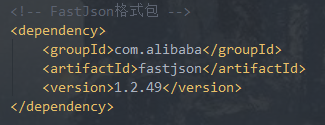 <!-- FastJson格式包 -->
<dependency>
    <groupId>com.alibaba</groupId>
    <artifactId>fastjson</artifactId>
    <version>1.2.49</version>
</dependency>